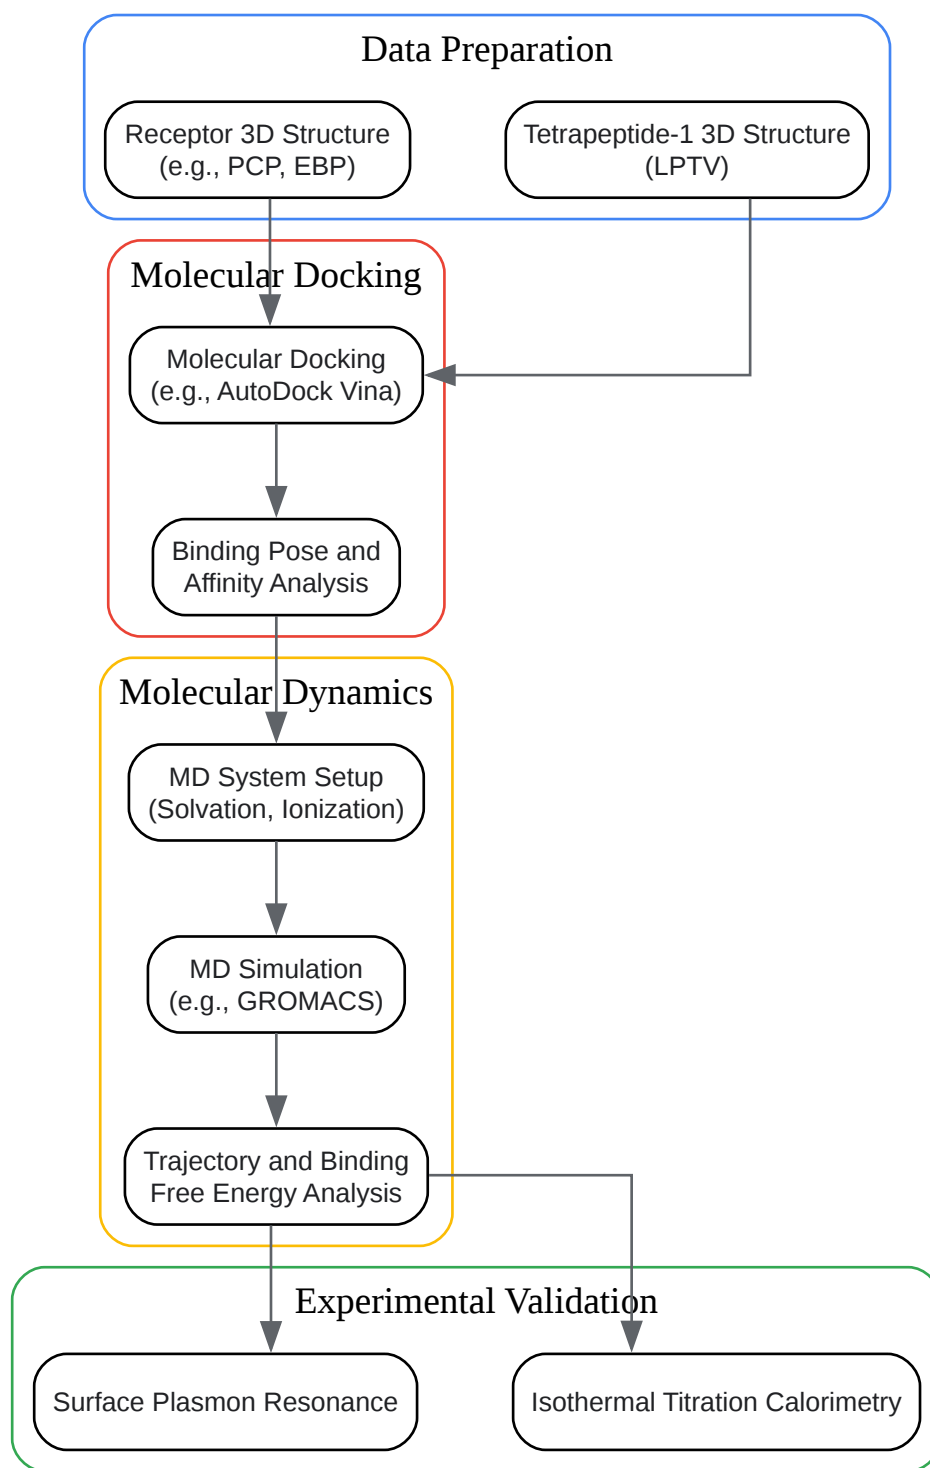 Data Preparation
Receptor 3D Structure
(e.g., PCP, EBP)
Tetrapeptide-1 3D Structure
(LPTV)
Molecular Docking
Molecular Docking
(e.g., AutoDock Vina)
Binding Pose and
Affinity Analysis
Molecular Dynamics
MD System Setup
(Solvation, Ionization)
MD Simulation
(e.g., GROMACS)
Trajectory and Binding
Free Energy Analysis
Experimental Validation
Surface Plasmon Resonance
Isothermal Titration Calorimetry